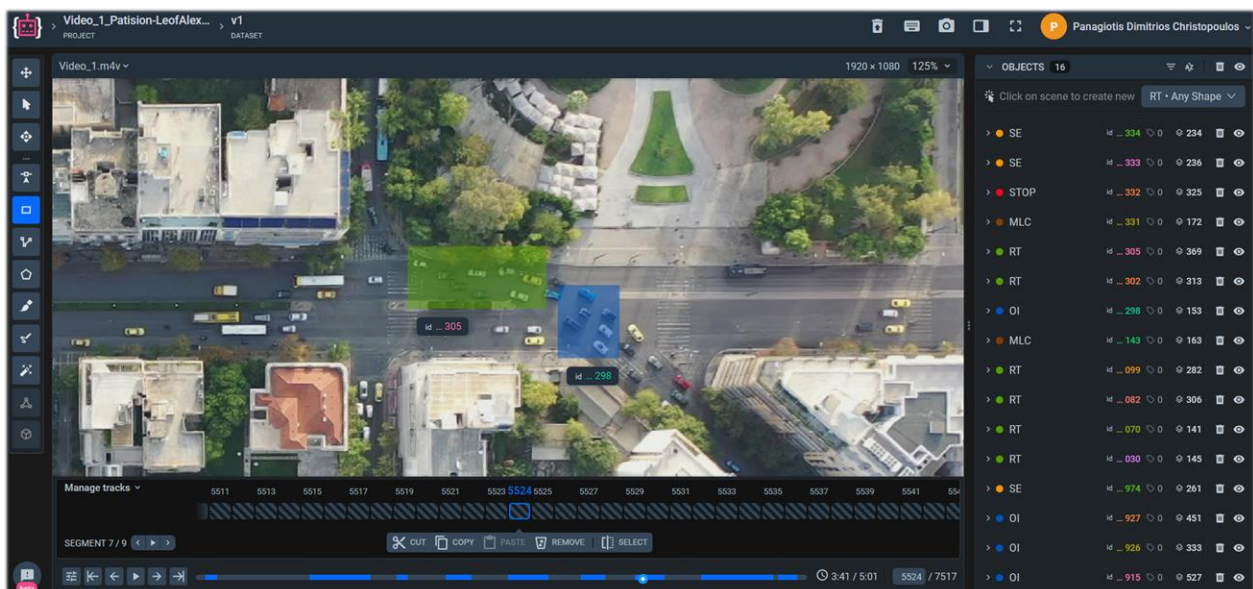 Video_1_Patision-LeofAlex...
v1
PROJECT
DATASET
Panagiotis Dimitrios Christopoulos
P
Video_1.m4v
1920 × 1080 125%
OBJECTS 16
Click on scene to create new RT • Any Shape
SE id ... 334 0 234
SE id ... 333 0 236
STOP id ... 332 0 325
MLC id ... 331 0 172
RT id ... 305 0 369
RT id ... 302 0 313
OI id ... 298 0 153
MLC id ... 143 0 163
RT id ... 099 0 282
RT id ... 082 0 306
RT id ... 070 0 141
RT id ... 030 0 145
SE id ... 974 0 261
OI id ... 927 0 451
OI id ... 926 0 333
OI id ... 915 0 527
id ... 305
id ... 298
Manage tracks
5511 5513 5515 5517 5519 5521 5523 5524 5525 5527 5529 5531 5533 5535 5537 5539 5541
SEGMENT 7 / 9
CUT COPY PASTE REMOVE SELECT
3:41 / 5:01 5524 / 7517
beta